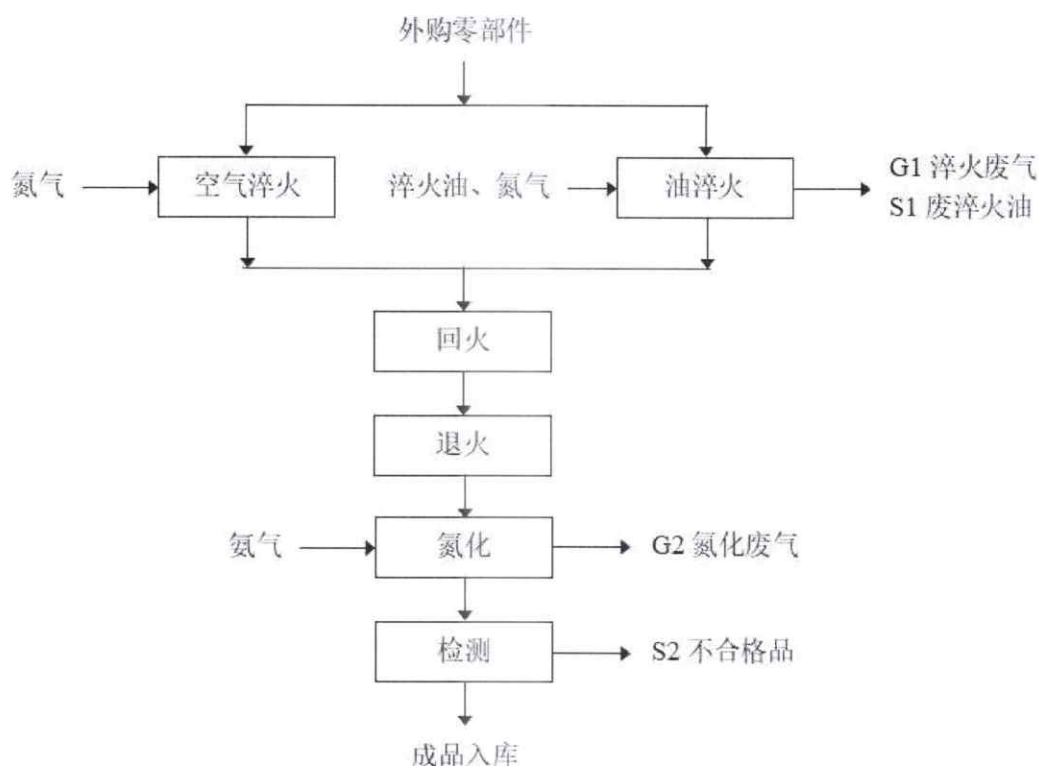 外购零部件
氮气
空气淬火
淬火油、氮气
油淬火
G1 淬火废气
S1 废淬火油
回火
退火
氨气
氮化
G2 氮化废气
检测
S2 不合格品
成品入库